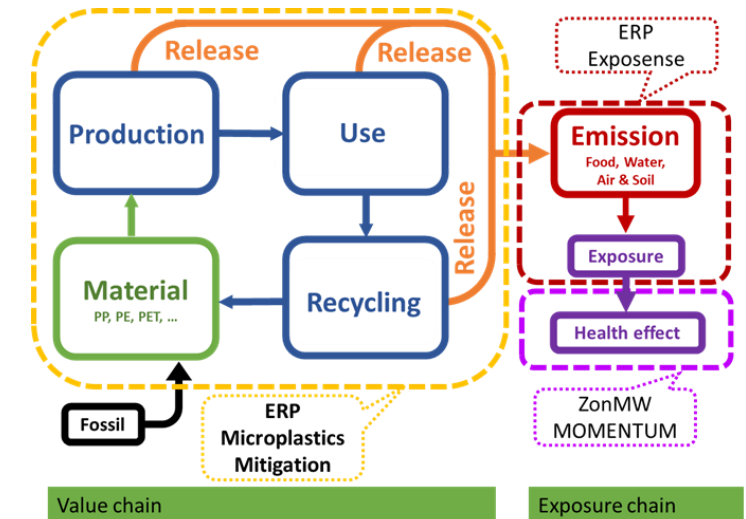 Release
Release
ERP
Exposense
Production
Use
Emission
Food, Water,
Air & Soil
Release
Exposure
Material
PP, PE, PET, ...
Recycling
Health effect
Fossil
ERP
Microplastics
Mitigation
ZonMW
MOMENTUM
Value chain
Exposure chain